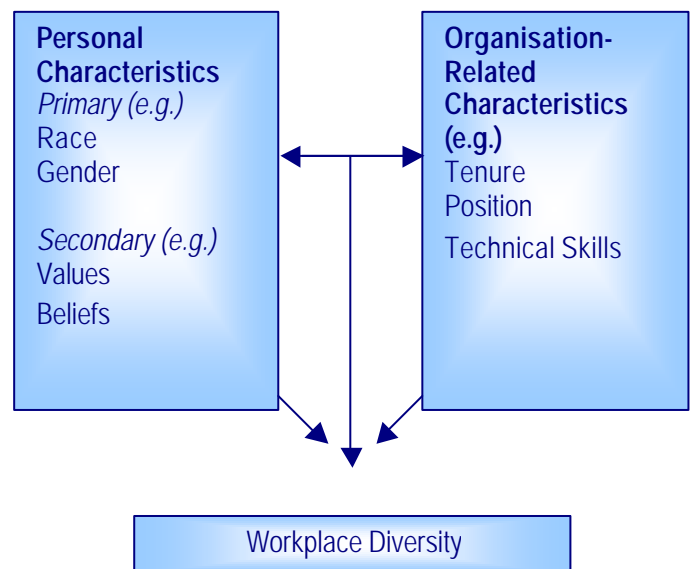 Personal
Characteristics
Primary (e.g.)
Race
Gender
Secondary (e.g.)
Values
Beliefs
Organisation-
Related
Characteristics
(e.g.)
Tenure
Position
Technical Skills
Workplace Diversity